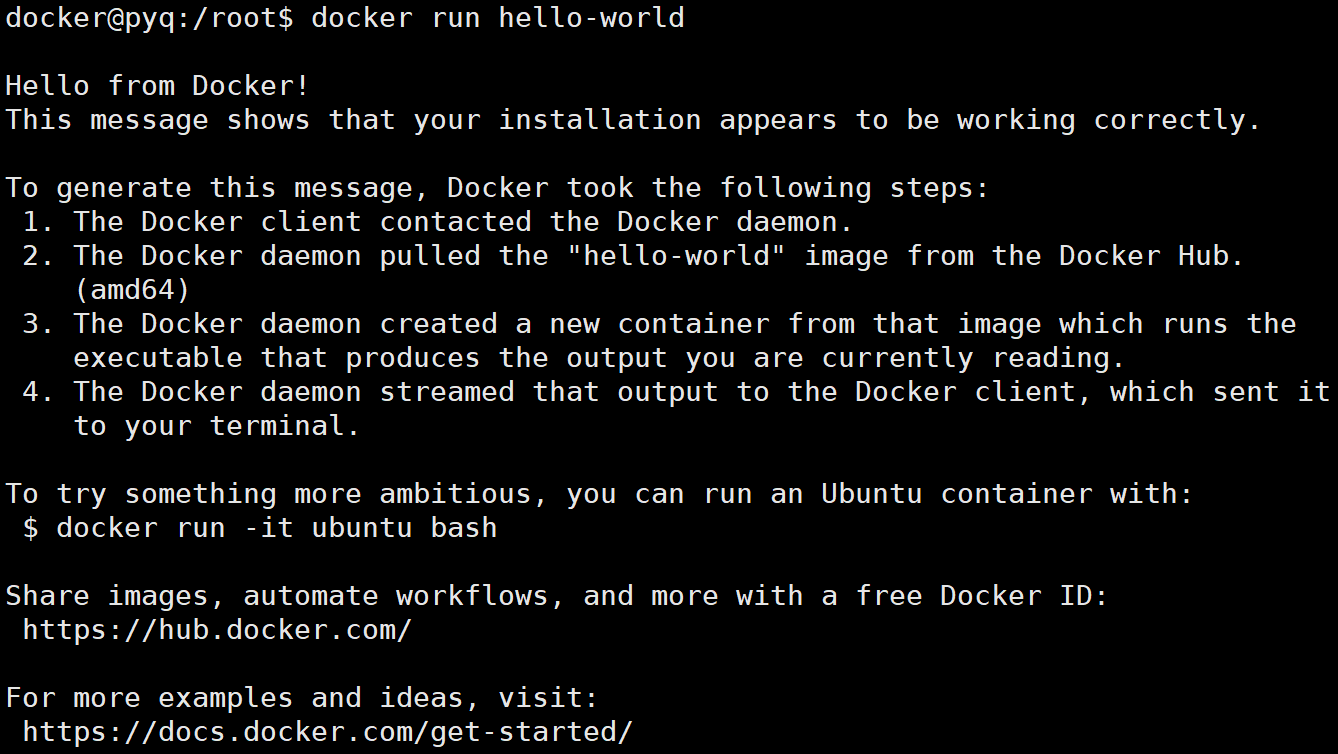 docker@pyq:/root$ docker run hello-world

Hello from Docker!
This message shows that your installation appears to be working correctly.

To generate this message, Docker took the following steps:
 1. The Docker client contacted the Docker daemon.
 2. The Docker daemon pulled the "hello-world" image from the Docker Hub.
    (amd64)
 3. The Docker daemon created a new container from that image which runs the
    executable that produces the output you are currently reading.
 4. The Docker daemon streamed that output to the Docker client, which sent it
    to your terminal.

To try something more ambitious, you can run an Ubuntu container with:
 $ docker run -it ubuntu bash

Share images, automate workflows, and more with a free Docker ID:
 https://hub.docker.com/

For more examples and ideas, visit:
 https://docs.docker.com/get-started/